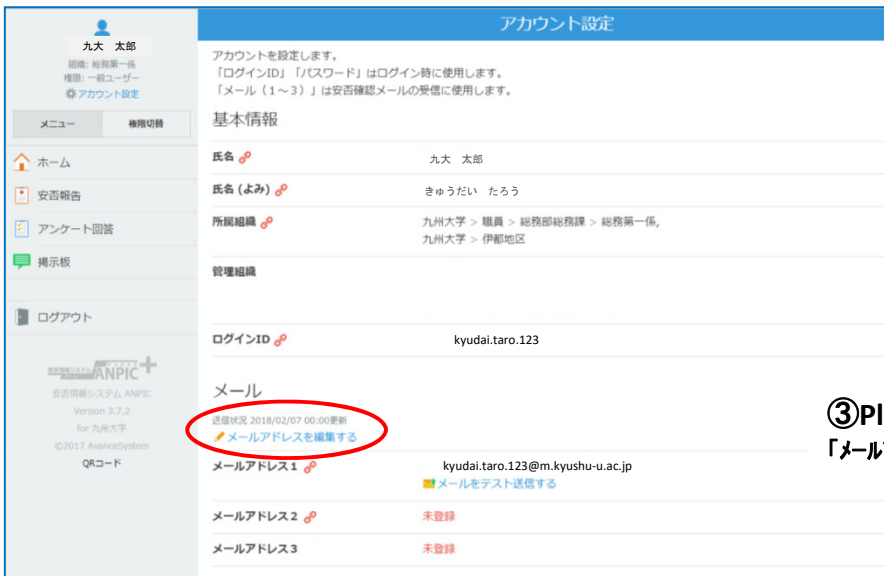 九大　太郎
組織: 総務第一係
権限: 一般ユーザー
アカウント設定
メニュー
権限切替
ホーム
安否報告
アンケート回答
掲示板
ログアウト
ANPIC
安否情報システム ANPIC
Version 3.7.2
for 九州大学
©2017 AvanceSystem
QRコード
アカウント設定
アカウントを設定します。
「ログインID」「パスワード」はログイン時に使用します。
「メール（1～3）」は安否確認メールの受信に使用します。
基本情報
氏名 九大　太郎
氏名 (よみ) きゅうだい　たろう
所属組織 九州大学 > 職員 > 総務部総務課 > 総務第一係,
九州大学 > 伊都地区
管理組織
ログインID kyudai.taro.123
メール
送信状況 2018/02/07 00:00更新
メールアドレスを編集する
メールアドレス1 kyudai.taro.123@m.kyushu-u.ac.jp
メールをテスト送信する
メールアドレス2 未登録
メールアドレス3 未登録
③Pl
「メール